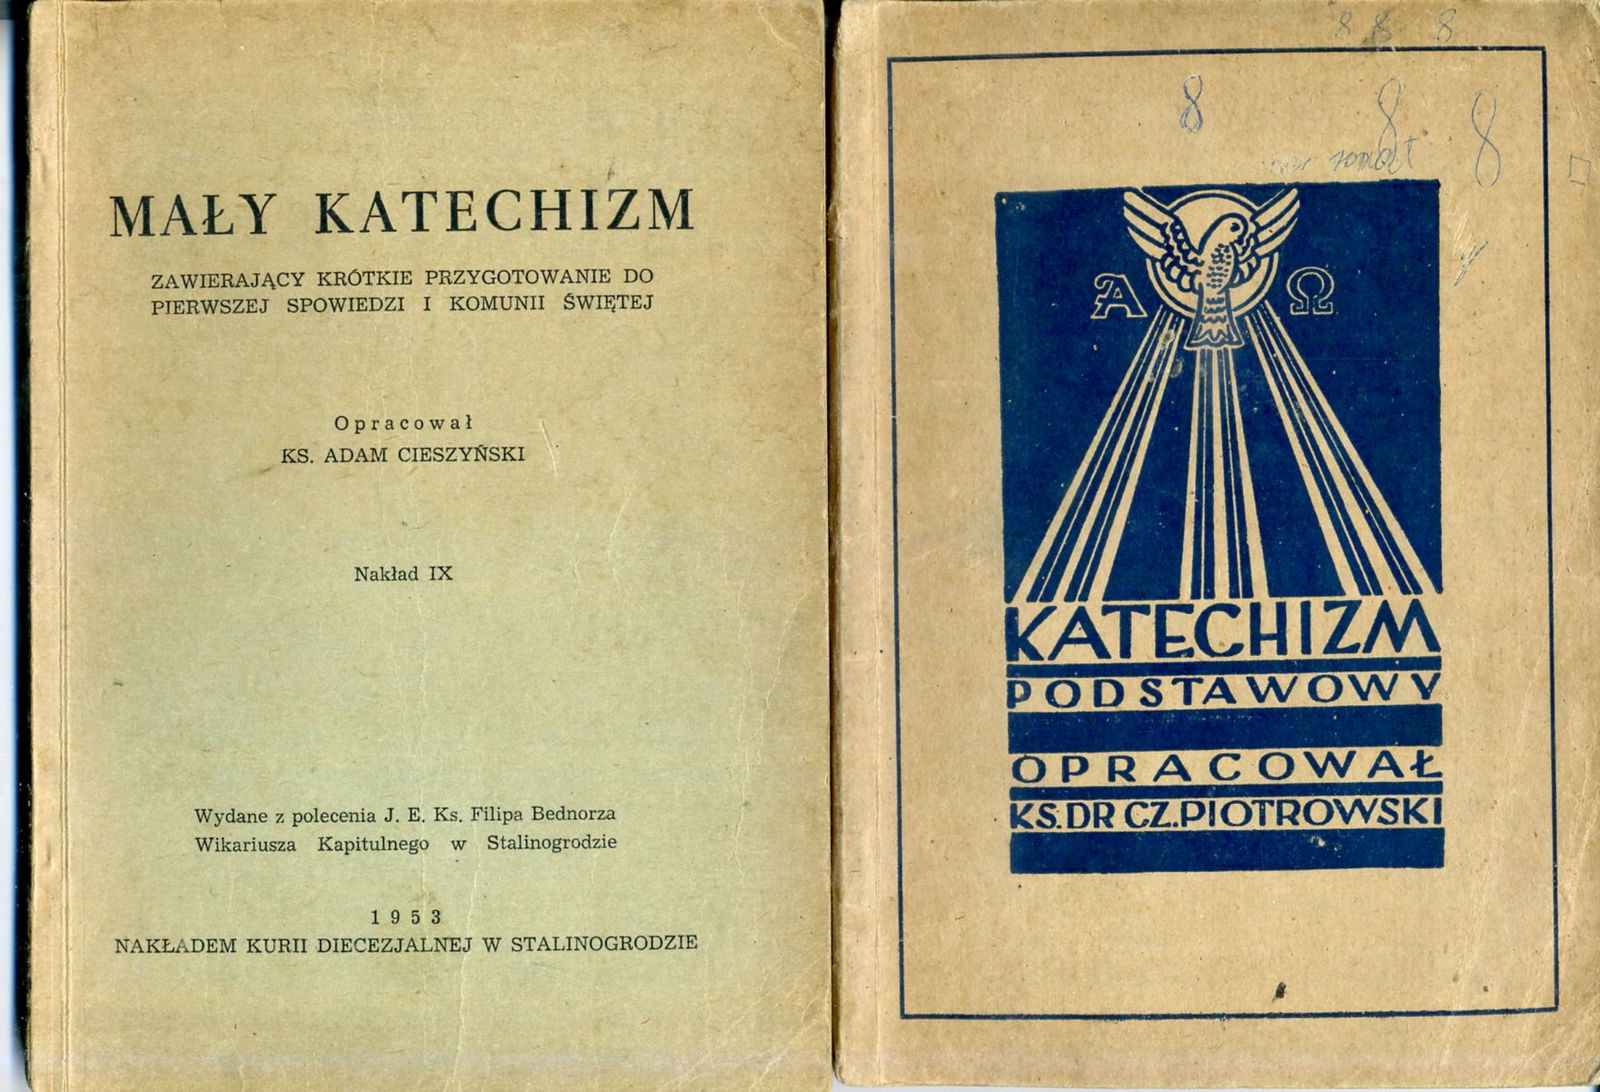 MAŁY KATECHIZM
ZAWIERAJĄCY KRÓTKIE PRZYGOTOWANIE DO
PIERWSZEJ SPOWIEDZI I KOMUNII ŚWIĘTEJ
Opracował
KS. ADAM CIESZYŃSKI
Nakład IX
Wydane z polecenia J. E. Ks. Filipa Bednorza
Wikariusza Kapitulnego w Stalinogrodzie
1953
NAKŁADEM KURII DIECEZJALNEJ W STALINOGRODZIE
8 8 8
8 8 8
A Ω
KATECHIZM
PODSTAWOWY
OPRACOWAŁ
KS. DR CZ. PIOTROWSKI